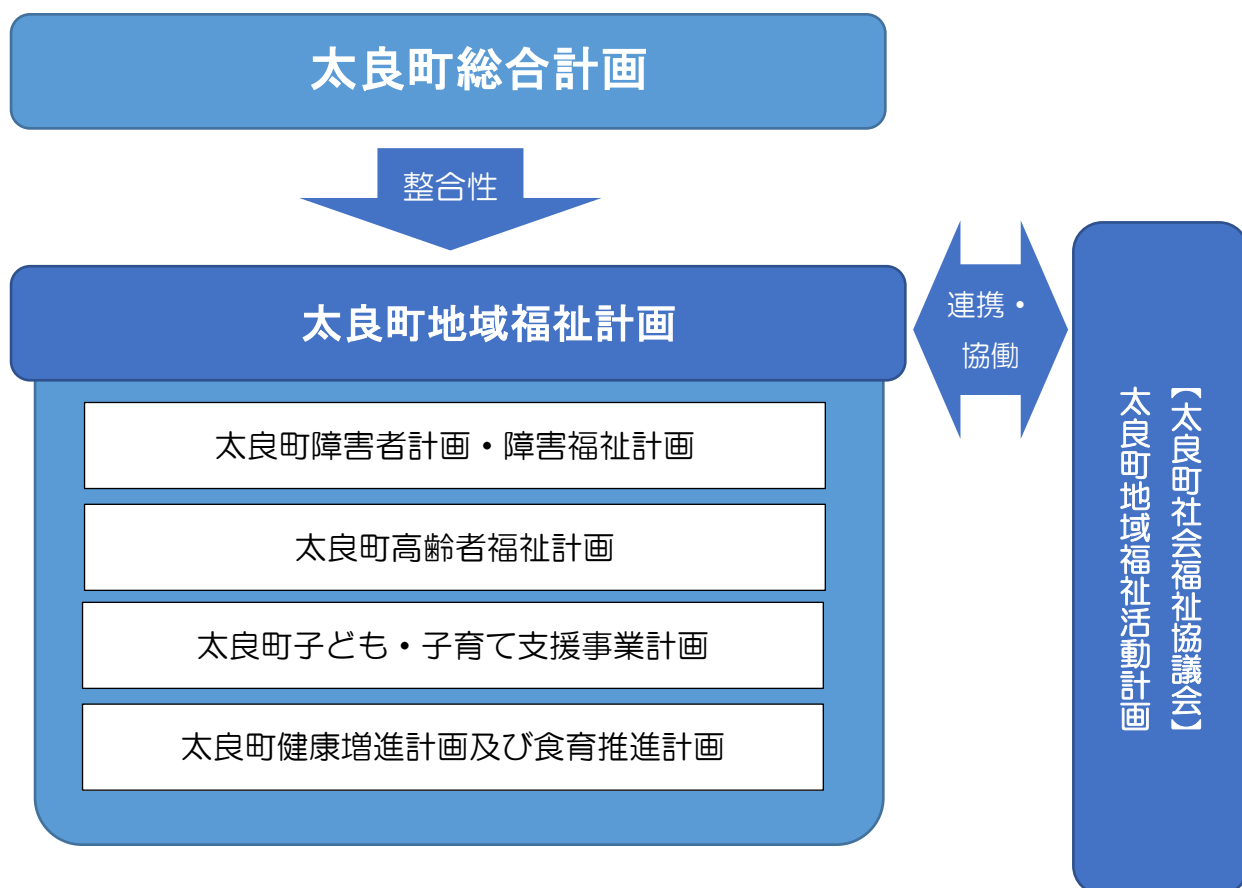 太良町総合計画
整合性
太良町地域福祉計画
連携・
協働
太良町障害者計画・障害福祉計画
太良町高齢者福祉計画
太良町子ども・子育て支援事業計画
太良町健康増進計画及び食育推進計画
【太良町社会福祉協議会】
太良町地域福祉活動計画